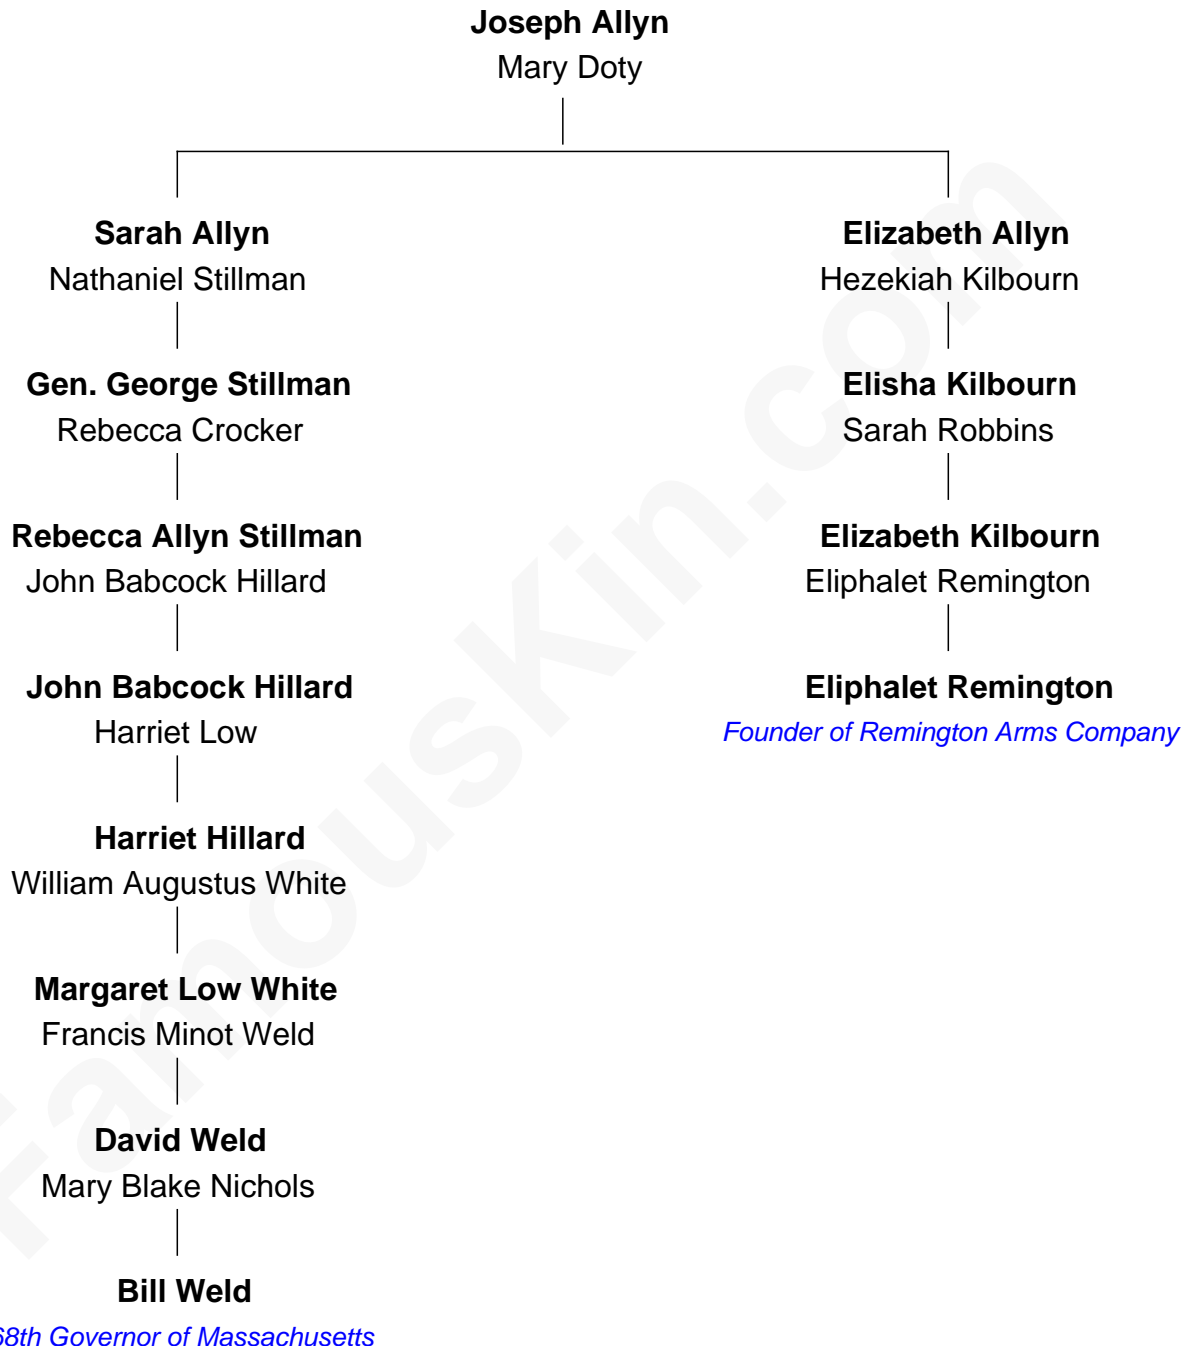 Joseph Allyn
Mary Doty
Sarah Allyn
Nathaniel Stillman
Elizabeth Allyn
Hezekiah Kilbourn
Gen. George Stillman
Rebecca Crocker
Elisha Kilbourn
Sarah Robbins
Rebecca Allyn Stillman
John Babcock Hillard
Elizabeth Kilbourn
Eliphalet Remington
John Babcock Hillard
Harriet Low
Eliphalet Remington
Founder of Remington Arms Company
Harriet Hillard
William Augustus White
Margaret Low White
Francis Minot Weld
David Weld
Mary Blake Nichols
Bill Weld
68th Governor of Massachusetts
FamousKin.com